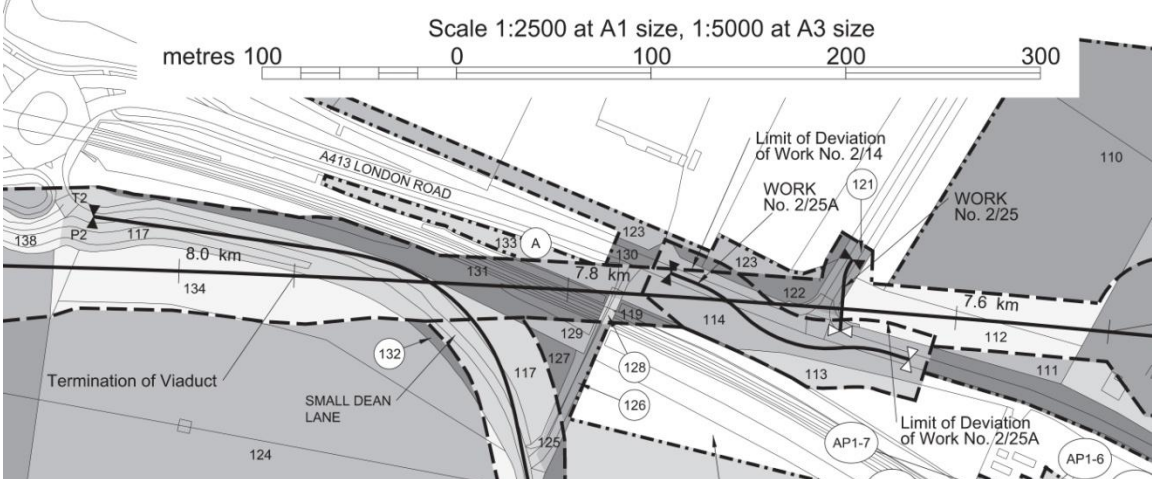 Scale 1:2500 at A1 size, 1:5000 at A3 size
metres 100 0 100 200 300
Limit of Deviation
of Work No. 2/14
110
A413 LONDON ROAD
WORK
No. 2/25A
121
WORK
No. 2/25
T2
P2
117
138
133
A
123
130
123
8.0 km
131
7.8 km
122
7.6 km
134
119
114
112
129
132
127
117
128
113
111
Termination of Viaduct
SMALL DEAN
LANE
126
Limit of Deviation
of Work No. 2/25A
125
124
AP1-7
AP1-6